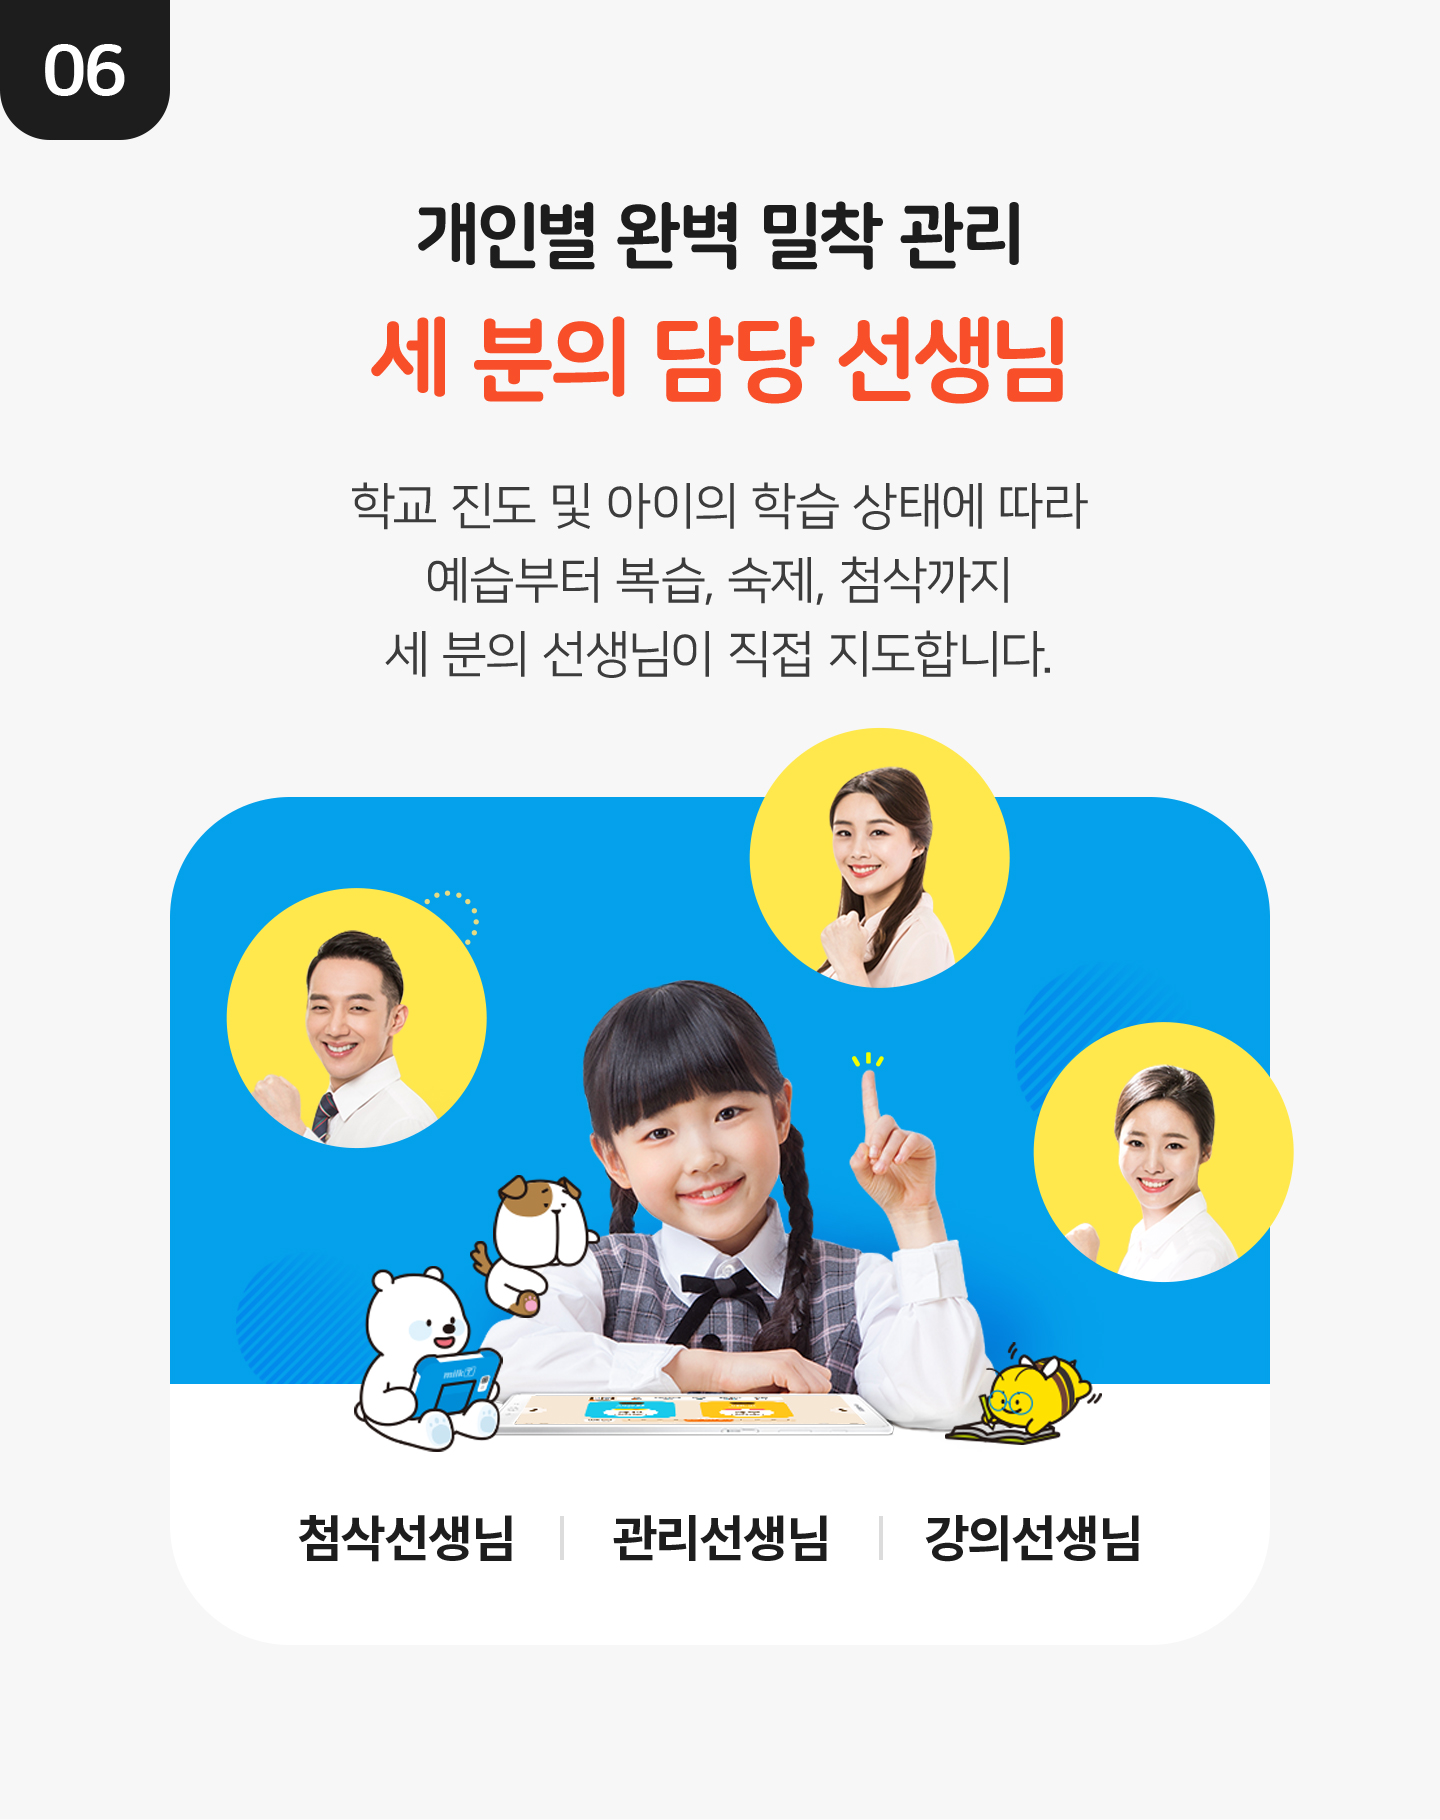 06
개인별 완벽 밀착 관리
세 분의 담당 선생님
학교 진도 및 아이의 학습 상태에 따라
예습부터 복습, 숙제, 첨삭까지
세 분의 선생님이 직접 지도합니다.
milkT
첨삭선생님 | 관리선생님 | 강의선생님